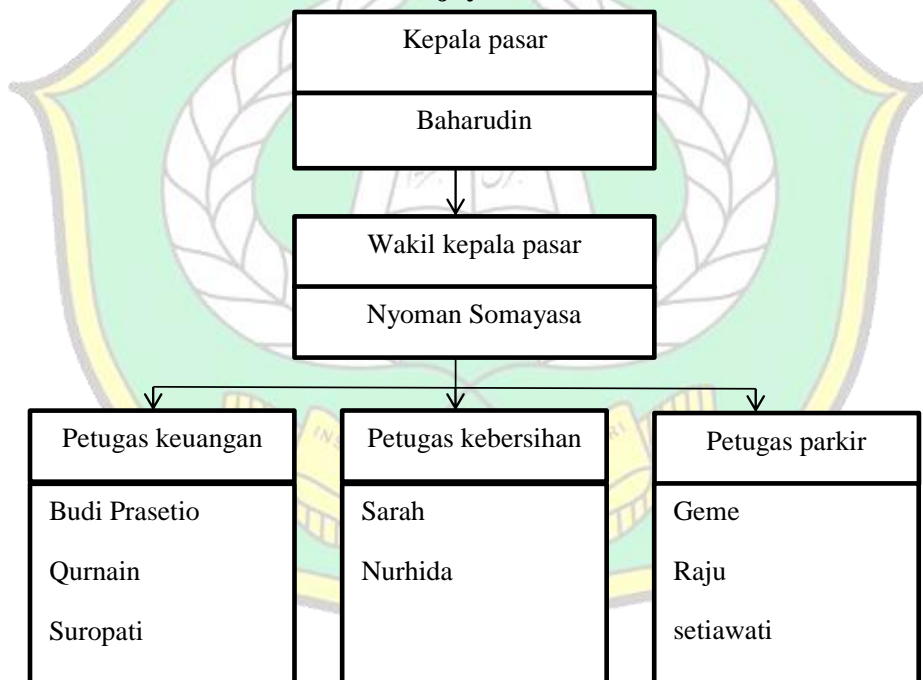 Kepala pasar
Baharudin
Wakil kepala pasar
Nyoman Somayasa
Petugas keuangan
Budi Prasetio
Qurnain
Suropati
Petugas kebersihan
Sarah
Nurhida
Petugas parkir
Geme
Raju
setiawati